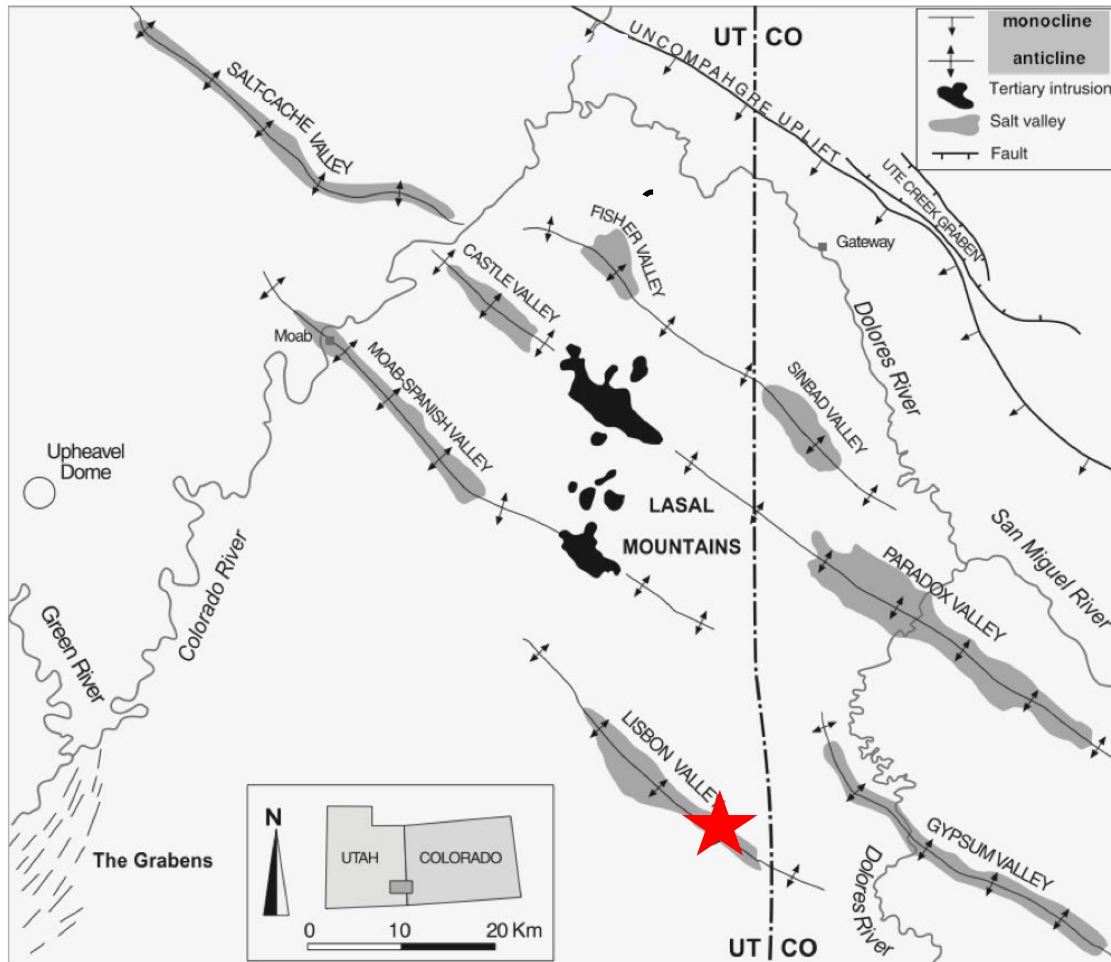 UT CO
monocline
anticline
Tertiary intrusion
Salt valley
Fault
UNCOMPAHGRE UPLIFT
SALT-CACHE VALLEY
UTE CREEK GRABEN
FISHER VALLEY
Gateway
CASTLE VALLEY
Dolores River
Moab
MOAB-SPANISH VALLEY
SINBAD VALLEY
Upheavel
Dome
LASAL
MOUNTAINS
San Miguel River
PARADOX VALLEY
Colorado River
Green River
LISBON VALLEY
GYPSUM VALLEY
Dolores River
The Grabens
N
UTAH
COLORADO
0 10 20 Km
UT CO